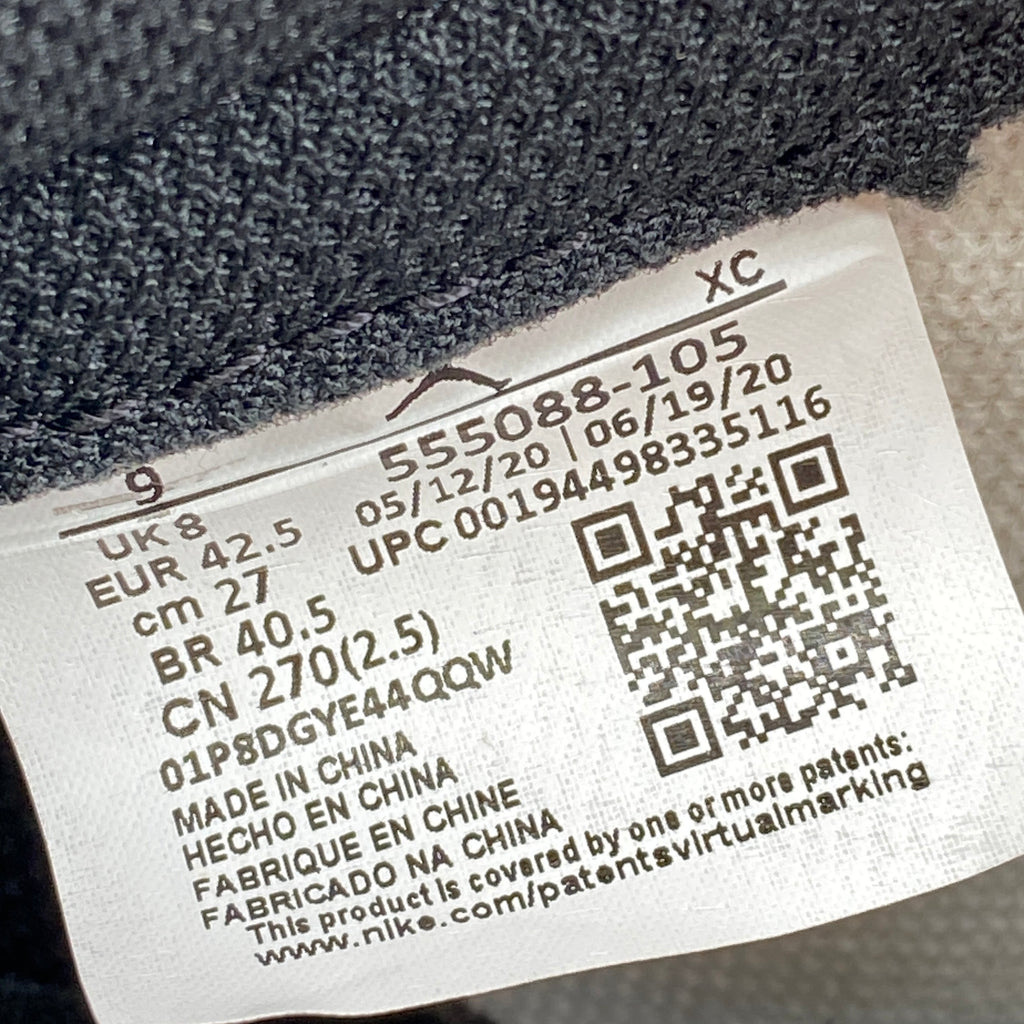 XC
9
555088-105
05/12/20 | 06/19/20
UPC 00194498335116
UK 8
EUR 42.5
cm 27
BR 40.5
CN 270(2.5)
01P8DGYE44QQW
MADE IN CHINA
HECHO EN CHINA
FABRIQUE EN CHINE
FABRICADO NA CHINA
This product is covered by one or more patents:
www.nike.com/patentsvirtualmarking